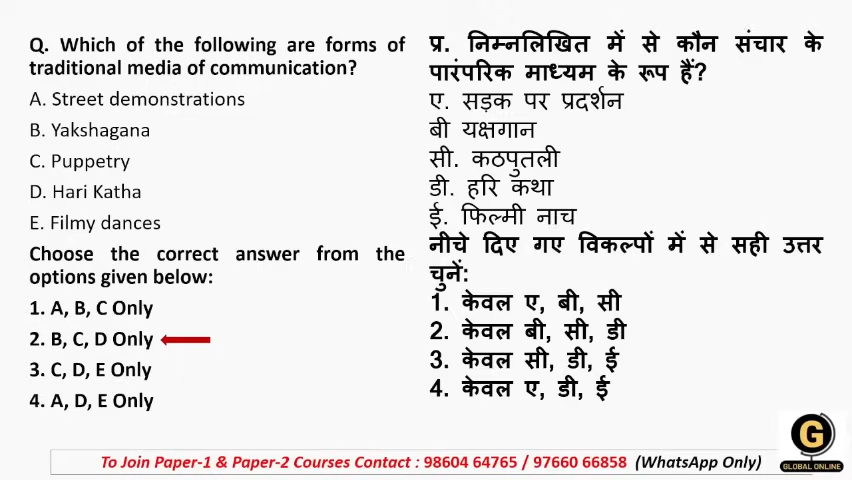 Q. Which of the following are forms of
traditional media of communication?
A. Street demonstrations
B. Yakshagana
C. Puppetry
D. Hari Katha
E. Filmy dances
Choose the correct answer from the
options given below:
1. A, B, C Only
2. B, C, D Only
3. C, D, E Only
4. A, D, E Only
प्र. निम्नलिखित में से कौन संचार के
पारंपरिक माध्यम के रूप हैं?
ए. सड़क पर प्रदर्शन
बी यक्षगान
सी. कठपुतली
डी. हरि कथा
ई. फिल्मी नाच
नीचे दिए गए विकल्पों में से सही उत्तर
चुनें:
1. केवल ए, बी, सी
2. केवल बी, सी, डी
3. केवल सी, डी, ई
4. केवल ए, डी, ई
G
GLOBAL ONLINE
To Join Paper-1 & Paper-2 Courses Contact : 98604 64765 / 97660 66858 (WhatsApp Only)